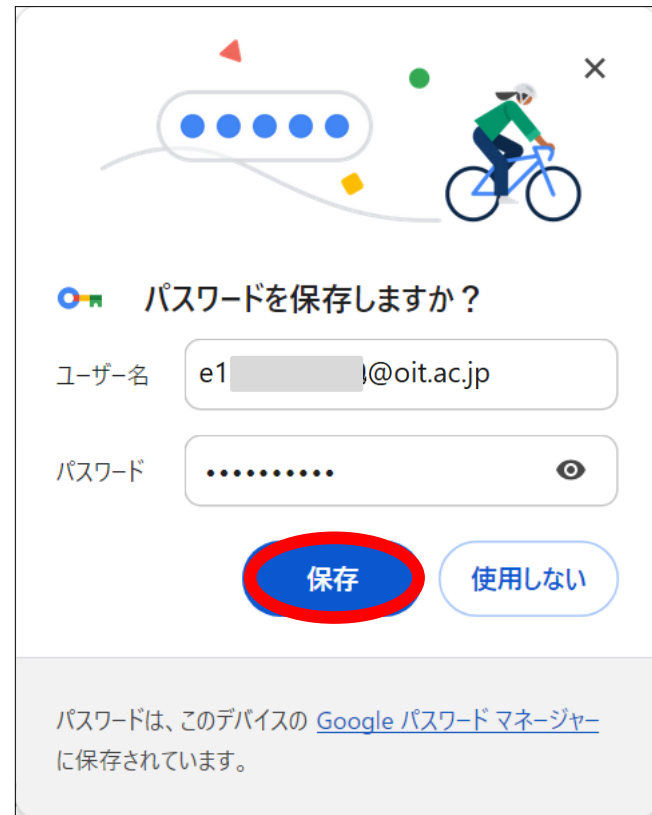 パスワードを保存しますか？
ユーザー名 e1 @oit.ac.jp
パスワード ••••••••••
保存 使用しない
パスワードは、このデバイスの Google パスワード マネージャー
に保存されています。